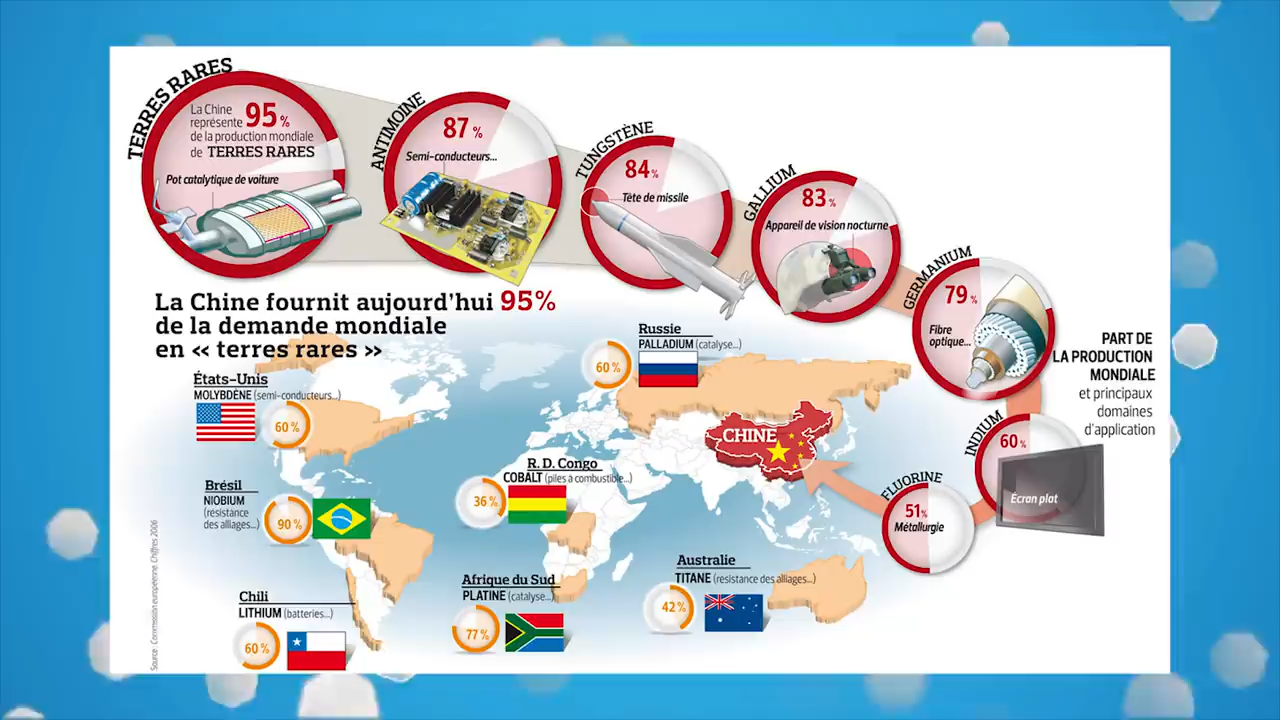 TERRES RARES
La Chine
représente 95%
de la production mondiale
de TERRES RARES
Pot catalytique de voiture
ANTIMOINE
87 %
Semi-conducteurs...
TUNGSTÈNE
84%
Tête de missile
GALLIUM
83 %
Appareil de vision nocturne
GERMANIUM
79 %
Fibre
optique...
INDIUM
60 %
Écran plat
FLUORINE
51%
Métallurgie
PART DE
LA PRODUCTION
MONDIALE
et principaux
domaines
d'application
La Chine fournit aujourd'hui 95%
de la demande mondiale
en « terres rares »
Russie
PALLADIUM (catalyse...)
60 %
États-Unis
MOLYBDÈNE (semi-conducteurs...)
60 %
CHINE
R. D. Congo
COBALT (piles à combustible...)
36 %
Brésil
NIOBIUM
(résistance
des alliages...)
90 %
Australie
TITANE (resistance des alliages...)
42 %
Afrique du Sud
PLATINE (catalyse...)
77 %
Chili
LITHIUM (batteries...)
60 %
Source : Commission européenne. Chiffres 2006